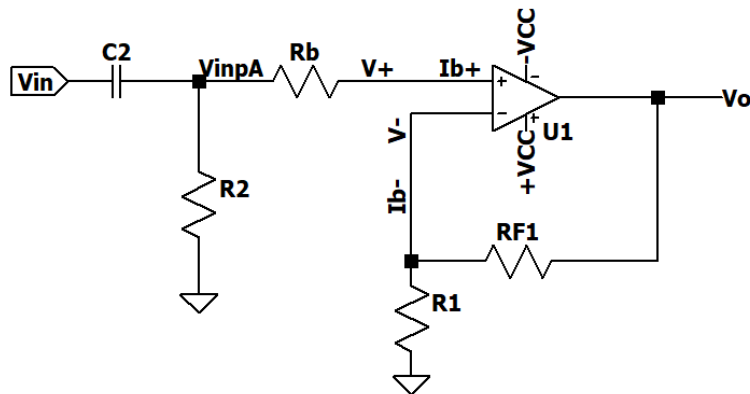 C2
Vin
VinpA
Rb
V+
Ib+
-VCC
+
−
−
+
U1
Vo
V-
Ib-
+VCC
R2
RF1
R1